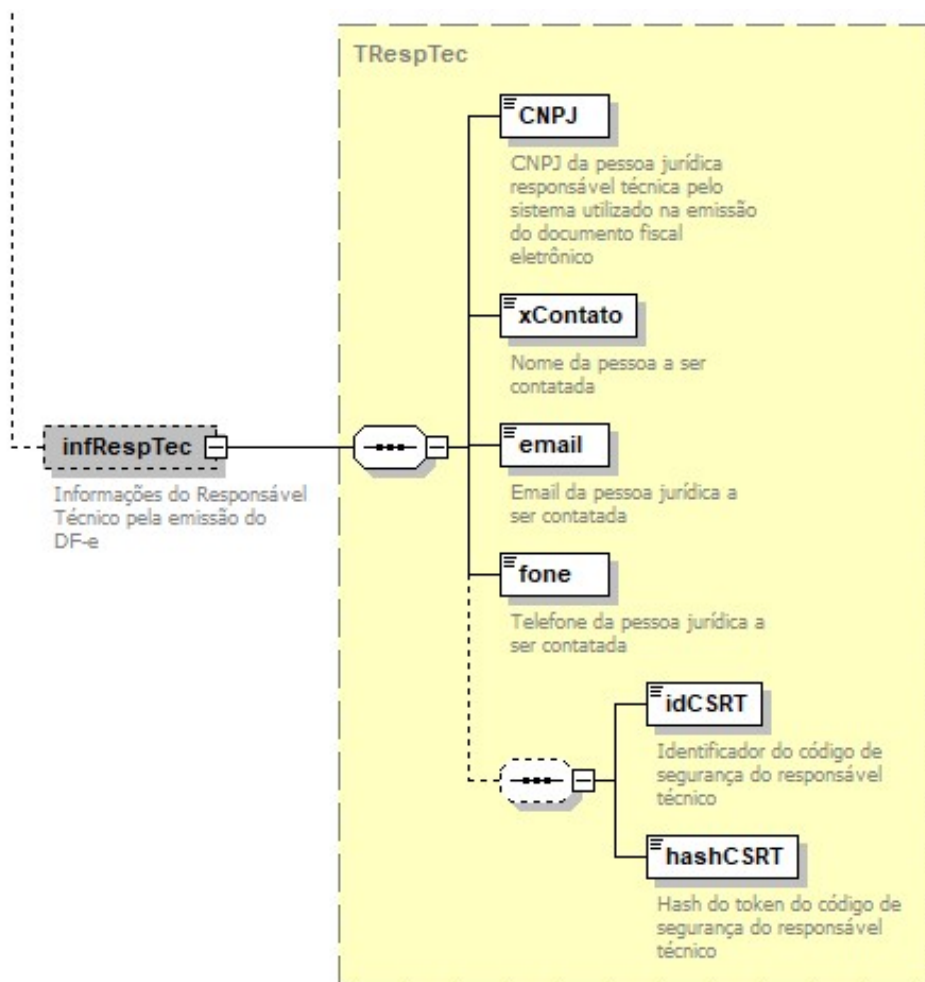 TRespTec
CNPJ
CNPJ da pessoa jurídica
responsável técnica pelo
sistema utilizado na emissão
do documento fiscal
eletrônico
xContato
Nome da pessoa a ser
contatada
infRespTec
Informações do Responsável
Técnico pela emissão do
DF-e
email
Email da pessoa jurídica a
ser contatada
fone
Telefone da pessoa jurídica a
ser contatada
idCSRT
Identificador do código de
segurança do responsável
técnico
hashCSRT
Hash do token do código de
segurança do responsável
técnico